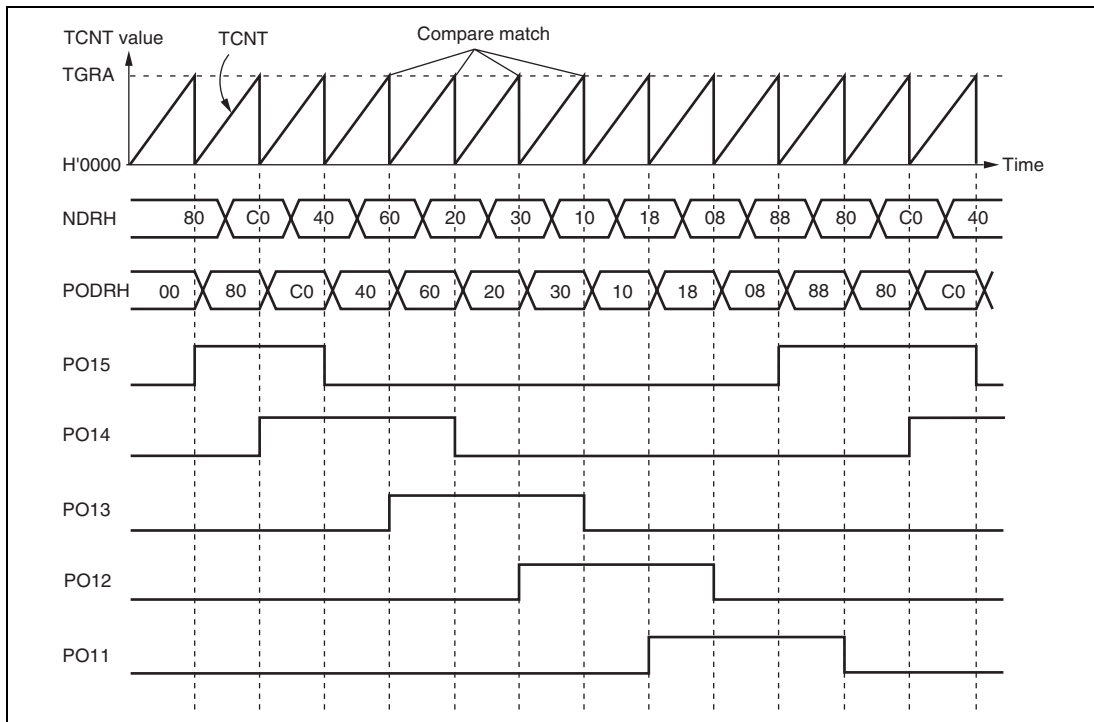 TCNT value
TCNT
Compare match
TGRA
H'0000
Time
NDRH
80 C0 40 60 20 30 10 18 08 88 80 C0 40
PODRH
00 80 C0 40 60 20 30 10 18 08 88 80 C0
PO15
PO14
PO13
PO12
PO11